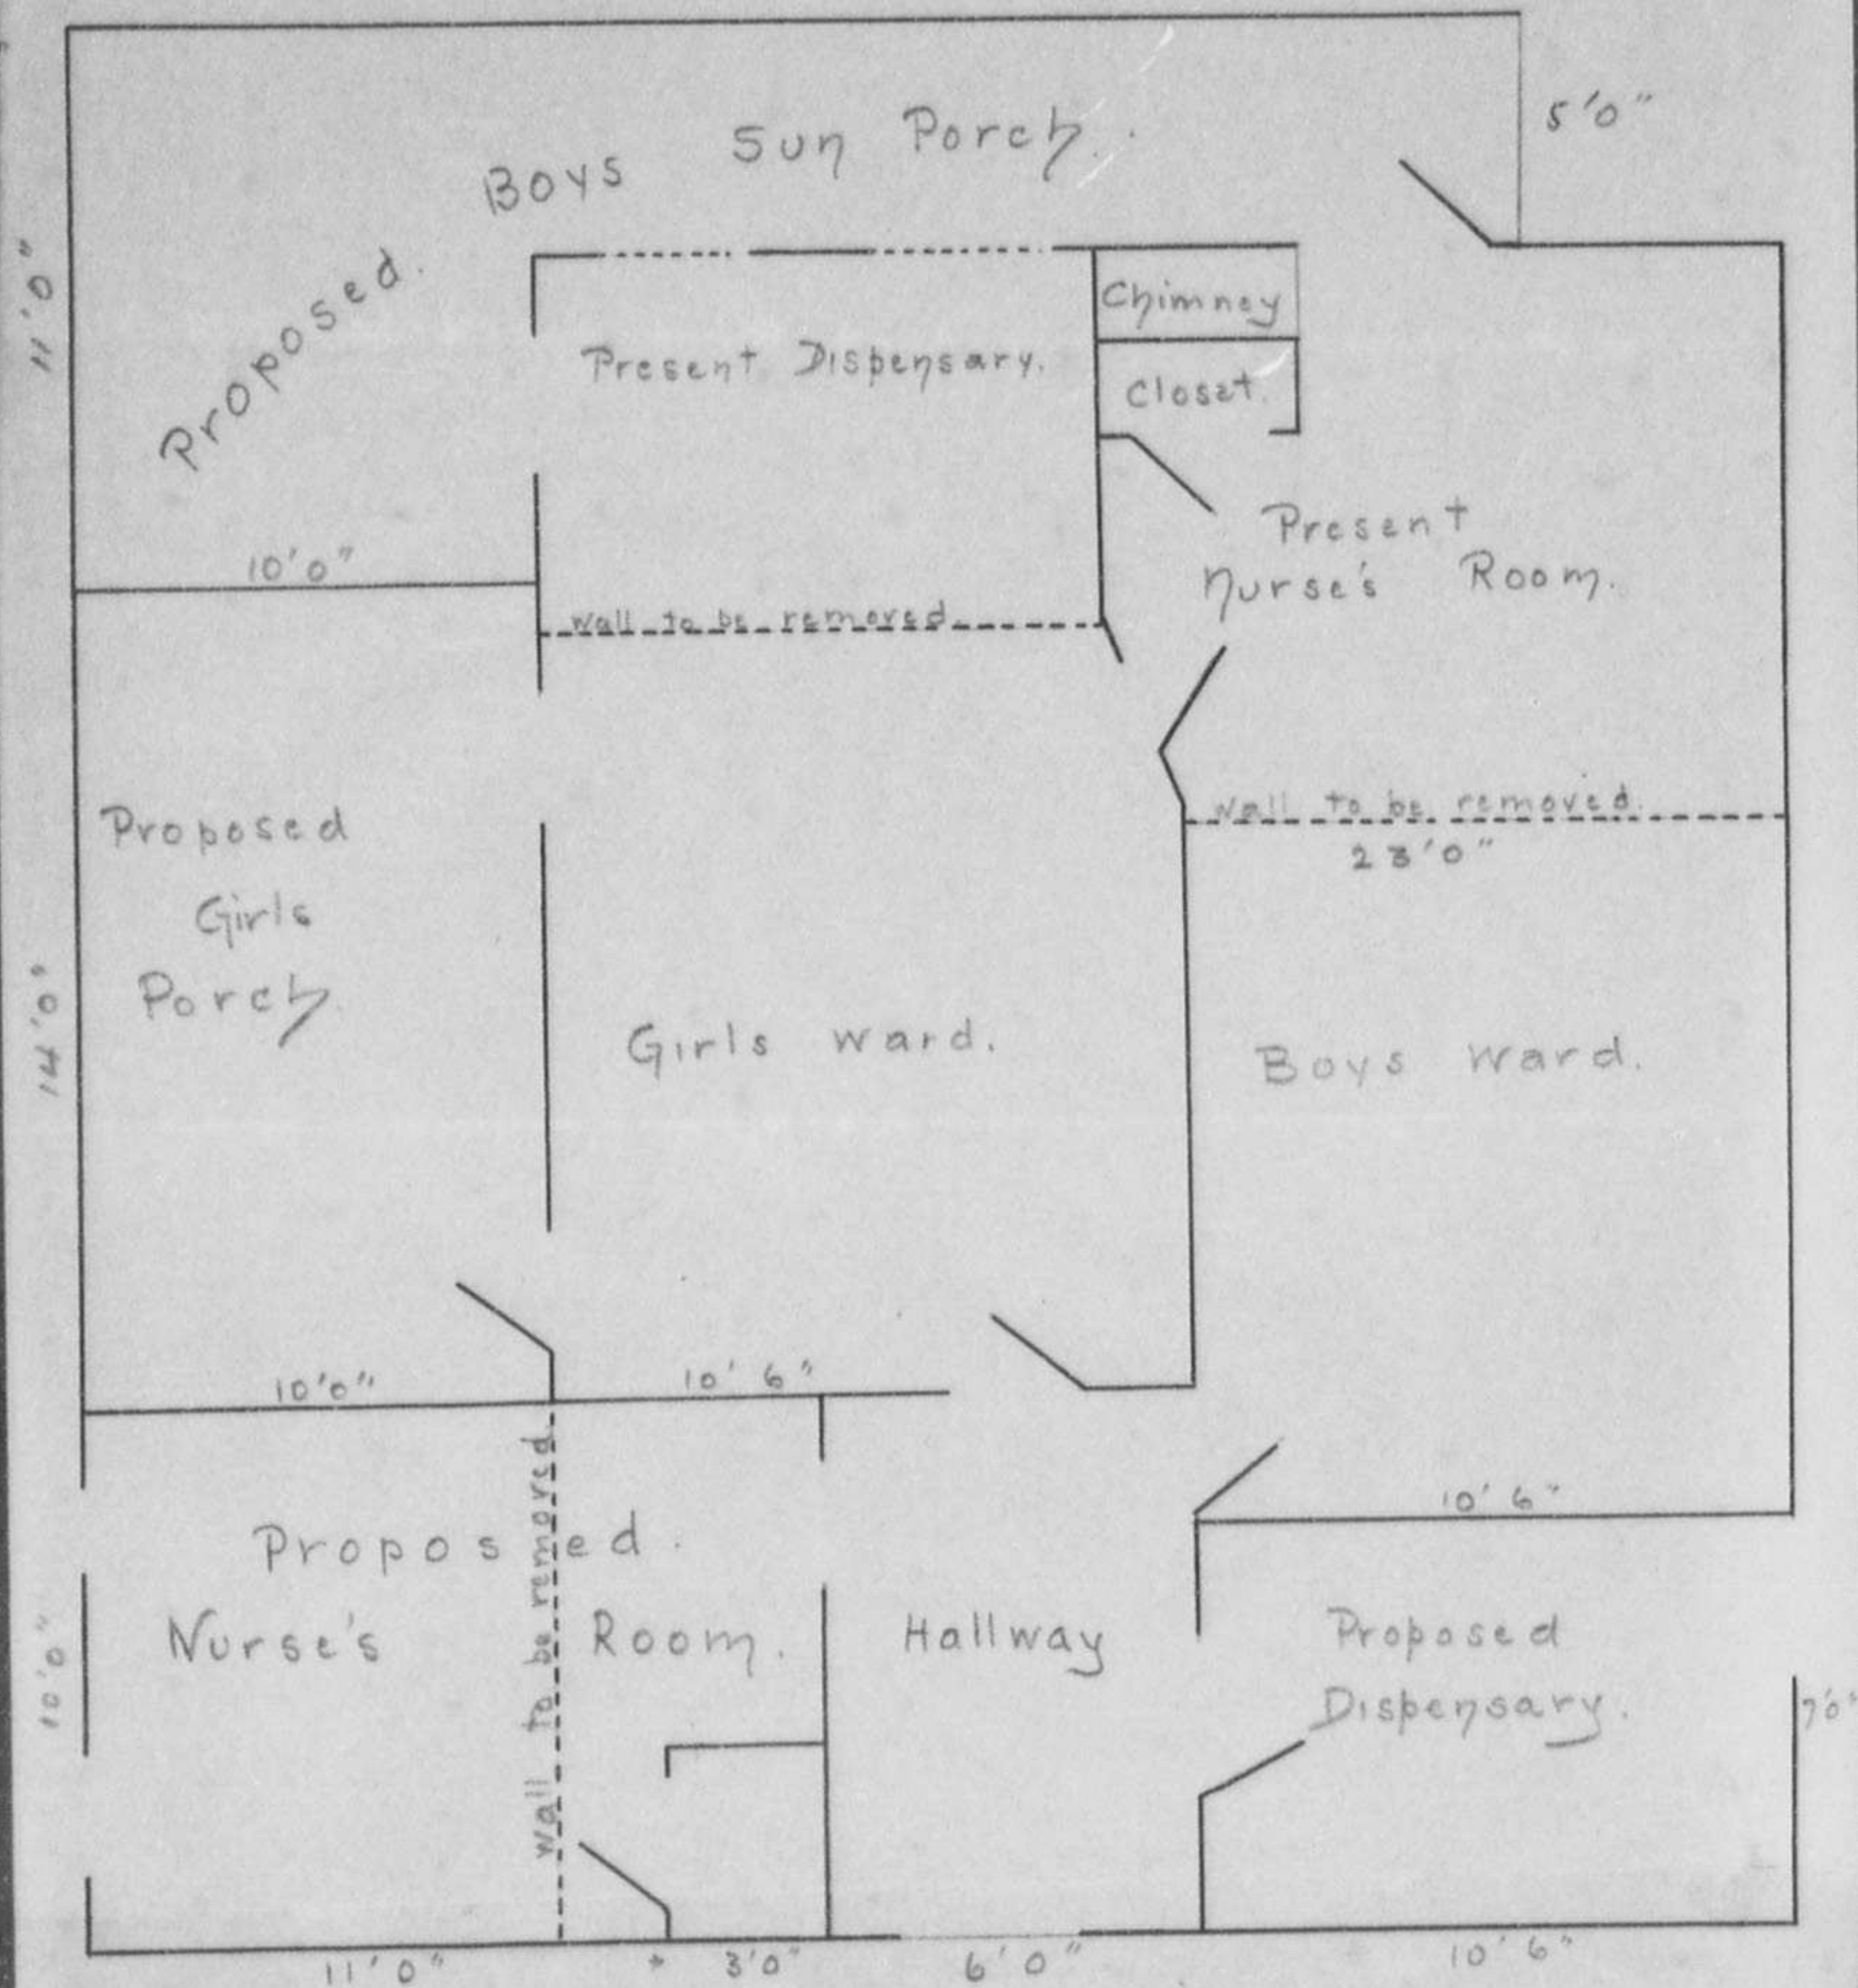 5'0"
Proposed. Boys Sun Porch.
11'0"
Chimney
Present Dispensary.
Closet.
Present
Nurse's Room.
10'0"
wall to be removed
wall to be removed.
23'0"
Proposed
Girls
Porch
14'0"
Girls Ward.
Boys Ward.
10'0"
10' 6"
wall to be removed
10' 6"
Proposed.
Nurse's Room.
Hallway
Proposed
Dispensary.
10'0"
7'0"
11'0"
3'0"
6'0"
10'6"